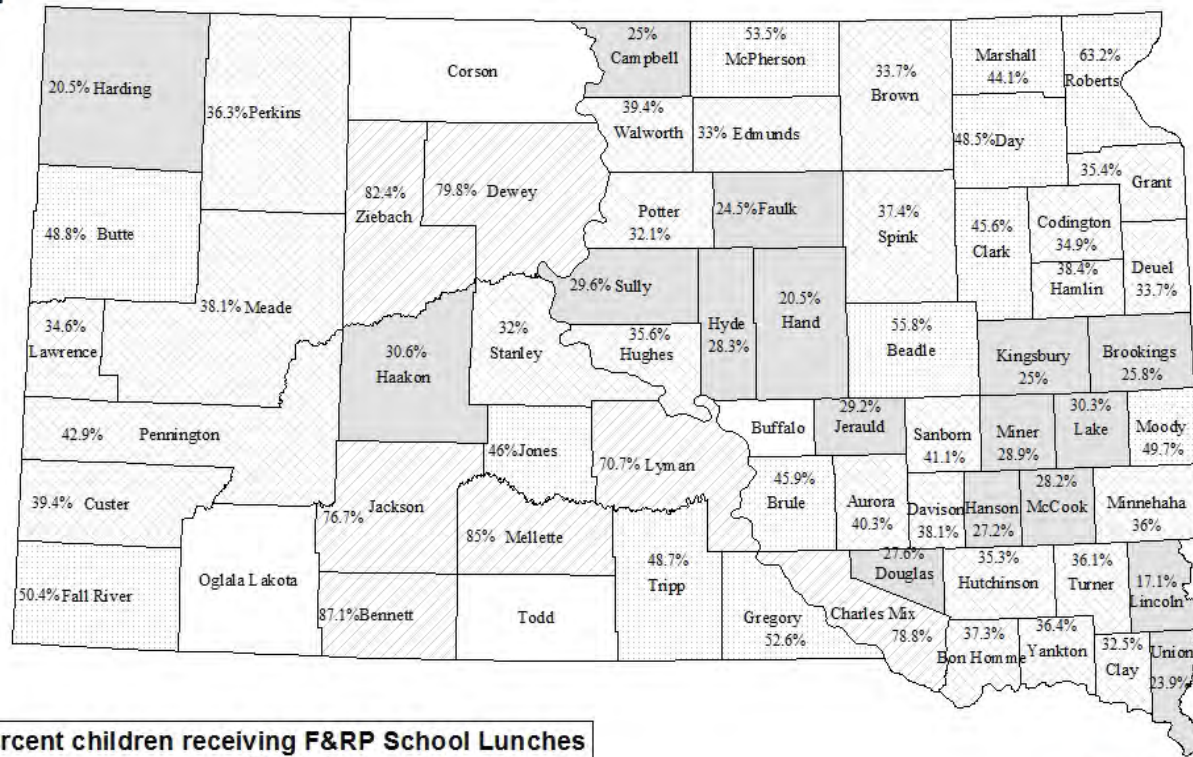 25%
Campbell
53.5%
McPherson
33.7%
Brown
Marshall
44.1%
63.2%
Roberts
Corson
20.5% Harding
36.3% Perkins
39.4%
Walworth
33% Edmunds
48.5% Day
35.4%
Grant
82.4%
Ziebach
79.8% Dewey
Potter
32.1%
24.5% Faulk
37.4%
Spink
45.6%
Clark
Codington
34.9%
48.8% Butte
38.1% Meade
29.6% Sully
Hyde
28.3%
20.5%
Hand
38.4%
Hamlin
Deuel
33.7%
34.6%
Lawrence
30.6%
Haakon
32%
Stanley
35.6%
Hughes
55.8%
Beadle
Kingsbury
25%
Brookings
25.8%
42.9% Pennington
46% Jones
70.7% Lyman
Buffalo
29.2%
Jerauld
Sanborn
41.1%
Miner
28.9%
30.3%
Lake
Moody
49.7%
39.4% Custer
Jackson
76.7%
85% Mellette
45.9%
Brule
Aurora
40.3%
Davison
38.1%
Hanson
27.2%
28.2%
McCook
Minnehaha
36%
50.4% Fall River
Oglala Lakota
87.1% Bennett
Todd
48.7%
Tripp
Gregory
52.6%
27.6%
Douglas
Charles Mix
78.8%
35.3%
Hutchinson
36.1%
Turner
17.1%
Lincoln
37.3%
Bon Homme
36.4%
Yankton
32.5%
Clay
Union
23.9%
rcent children receiving F&RP School Lunches